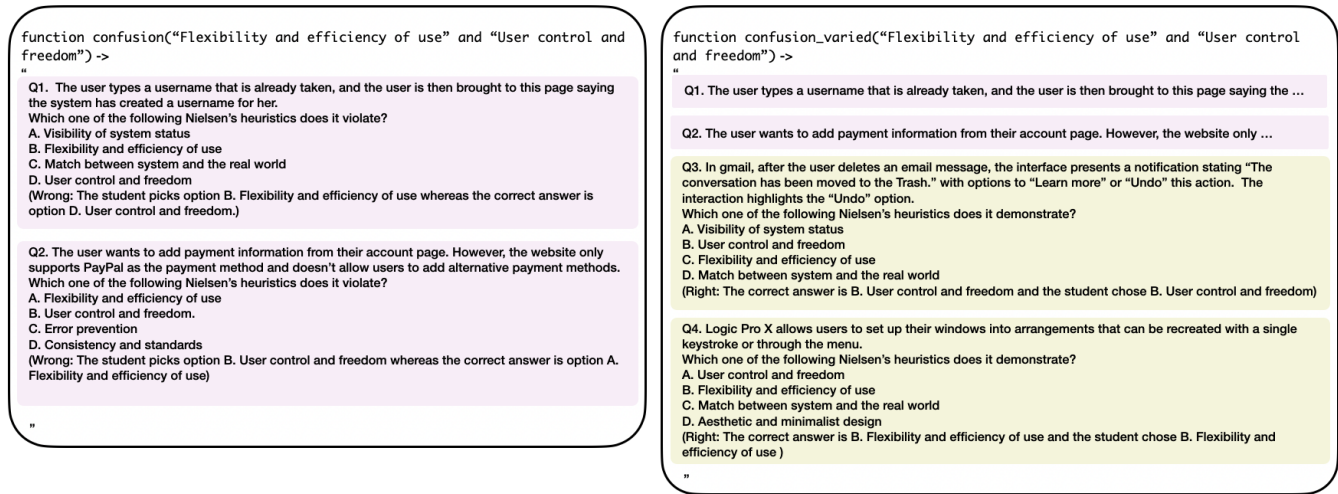 function confusion(“Flexibility and efficiency of use” and “User control and
freedom”) ->
“
Q1. The user types a username that is already taken, and the user is then brought to this page saying
the system has created a username for her.
Which one of the following Nielsen’s heuristics does it violate?
A. Visibility of system status
B. Flexibility and efficiency of use
C. Match between system and the real world
D. User control and freedom
(Wrong: The student picks option B. Flexibility and efficiency of use whereas the correct answer is
option D. User control and freedom.)
Q2. The user wants to add payment information from their account page. However, the website only
supports PayPal as the payment method and doesn’t allow users to add alternative payment methods.
Which one of the following Nielsen’s heuristics does it violate?
A. Flexibility and efficiency of use
B. User control and freedom.
C. Error prevention
D. Consistency and standards
(Wrong: The student picks option B. User control and freedom whereas the correct answer is option A.
Flexibility and efficiency of use)
”
function confusion_varied(“Flexibility and efficiency of use” and “User control
and freedom”) ->
“
Q1. The user types a username that is already taken, and the user is then brought to this page saying the ...
Q2. The user wants to add payment information from their account page. However, the website only ...
Q3. In gmail, after the user deletes an email message, the interface presents a notification stating “The
conversation has been moved to the Trash.” with options to “Learn more” or “Undo” this action. The
interaction highlights the “Undo” option.
Which one of the following Nielsen’s heuristics does it demonstrate?
A. Visibility of system status
B. User control and freedom
C. Flexibility and efficiency of use
D. Match between system and the real world
(Right: The correct answer is B. User control and freedom and the student chose B. User control and freedom)
Q4. Logic Pro X allows users to set up their windows into arrangements that can be recreated with a single
keystroke or through the menu.
Which one of the following Nielsen’s heuristics does it demonstrate?
A. User control and freedom
B. Flexibility and efficiency of use
C. Match between system and the real world
D. Aesthetic and minimalist design
(Right: The correct answer is B. Flexibility and efficiency of use and the student chose B. Flexibility and
efficiency of use )
”